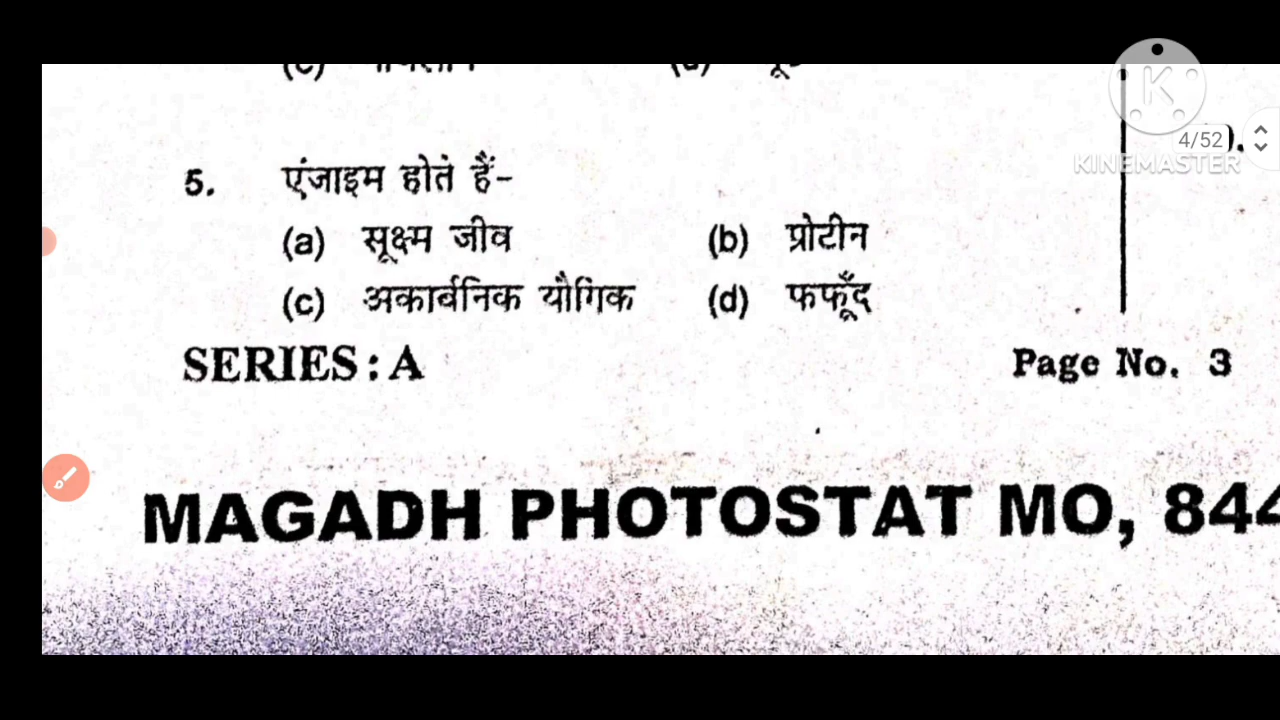 (c)
5. एंजाइम होते हैं-
(a) सूक्ष्म जीव (b) प्रोटीन
(c) अकार्बनिक यौगिक (d) फफूँद
SERIES : A Page No. 3
MAGADH PHOTOSTAT MO, 844
4/52
KINEMASTER